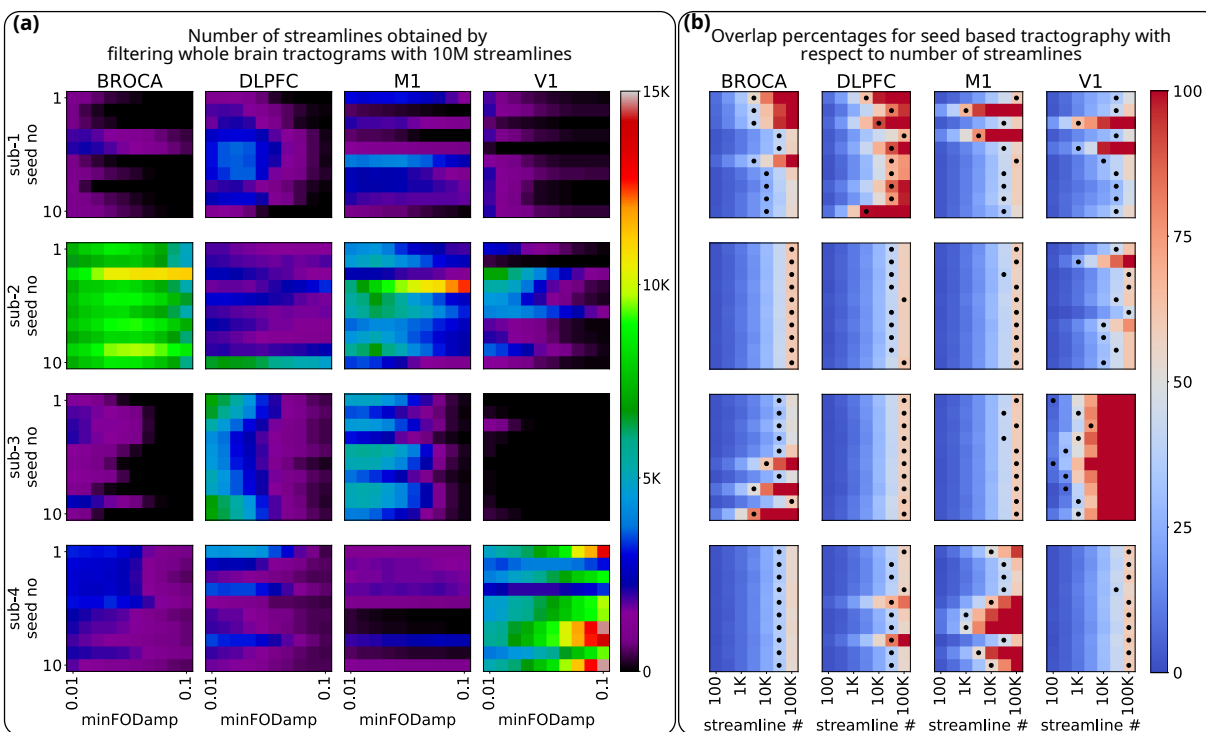 (a)
Number of streamlines obtained by
filtering whole brain tractograms with 10M streamlines
BROCA DLPFC M1 V1
sub-1
seed no
1
10
sub-2
seed no
1
10
sub-3
seed no
1
10
sub-4
seed no
1
10
0.01 0.1 0.01 0.1 0.01 0.1 0.01 0.1
minFODamp minFODamp minFODamp minFODamp
15K
10K
5K
0
(b)
Overlap percentages for seed based tractography with
respect to number of streamlines
BROCA DLPFC M1 V1
100 1K 10K 100K 100 1K 10K 100K 100 1K 10K 100K 100 1K 10K 100K
streamline # streamline # streamline # streamline #
100
75
50
25
0